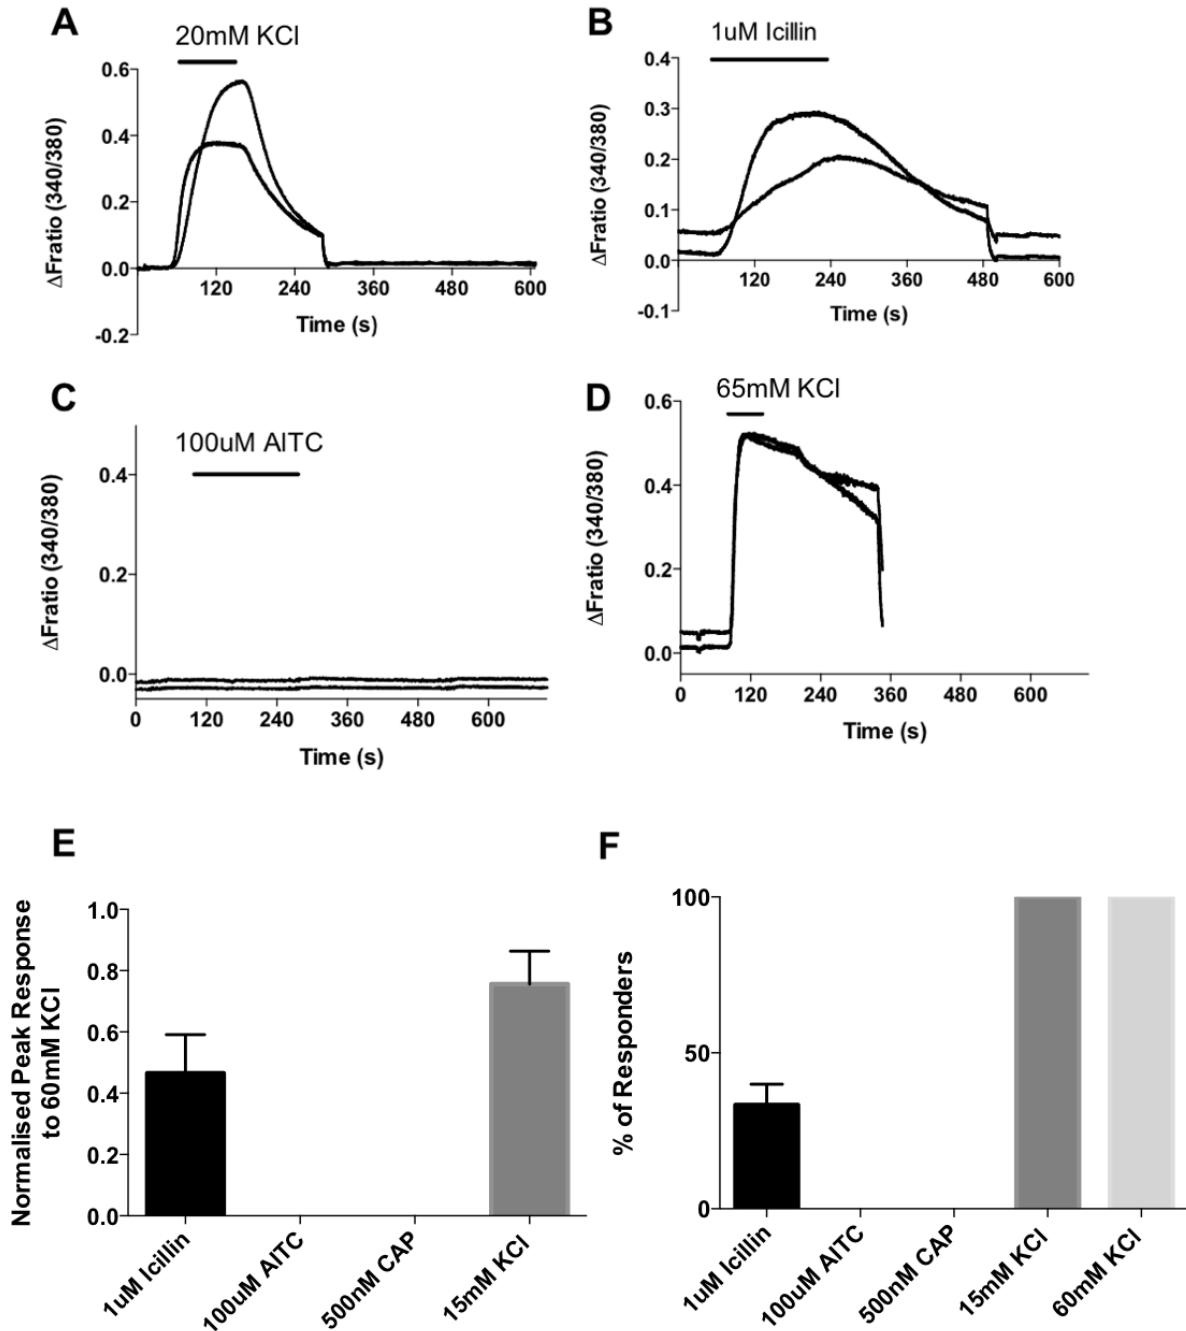 A
20mM KCl
0.6
0.4
0.2
0.0
-0.2
ΔFratio (340/380)
120 240 360 480 600
Time (s)
B
1uM Icillin
0.4
0.3
0.2
0.1
0.0
-0.1
ΔFratio (340/380)
120 240 360 480 600
Time (s)
C
100uM AITC
0.4
0.2
0.0
ΔFratio (340/380)
0 120 240 360 480 600
Time (s)
D
65mM KCl
0.6
0.4
0.2
0.0
ΔFratio (340/380)
0 120 240 360 480 600
Time (s)
E
Normalised Peak Response
to 60mM KCl
1.0
0.8
0.6
0.4
0.2
0.0
1uM Icillin
100uM AITC
500nM CAP
15mM KCl
F
% of Responders
100
50
0
1uM Icillin
100uM AITC
500nM CAP
15mM KCl
60mM KCl